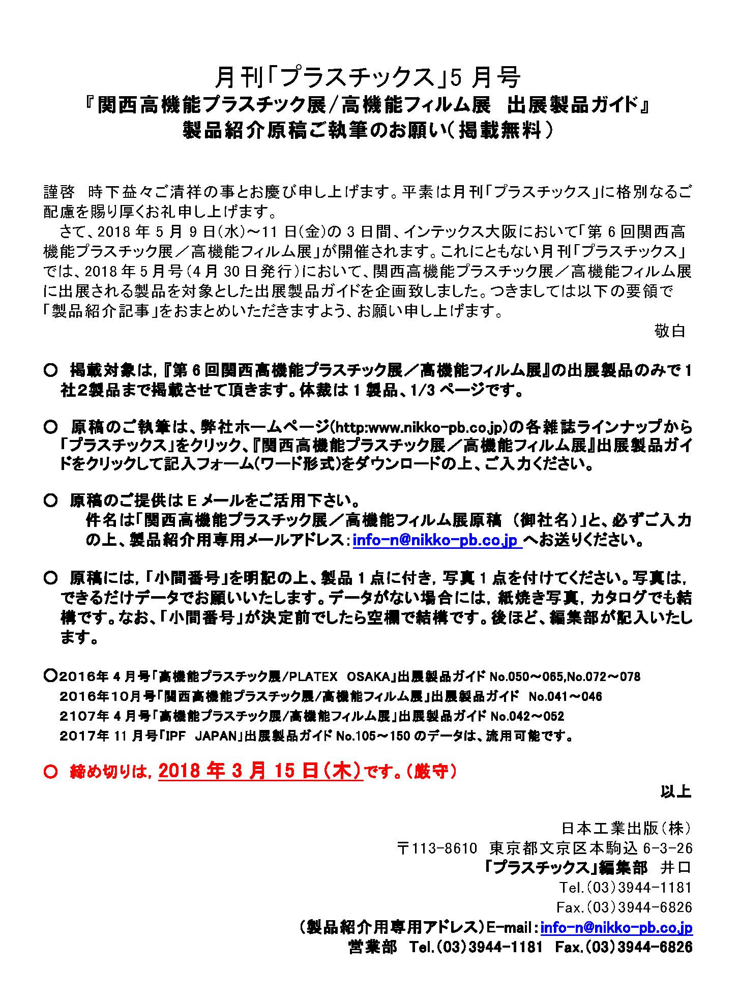 月刊「プラスチックス」5 月号
『関西高機能プラスチック展/高機能フィルム展　出展製品ガイド』
製品紹介原稿ご執筆のお願い（掲載無料）
謹啓　時下益々ご清祥の事とお慶び申し上げます。平素は月刊「プラスチックス」に格別なるご
配慮を賜り厚くお礼申し上げます。
さて、2018 年 5 月 9 日(水)～11 日(金)の 3 日間、インテックス大阪において「第 6 回関西高
機能プラスチック展／高機能フィルム展」が開催されます。これにともない月刊「プラスチックス」
では、2018 年 5 月号（4 月 30 日発行）において、関西高機能プラスチック展／高機能フィルム展
に出展される製品を対象とした出展製品ガイドを企画致しました。つきましては以下の要領で
「製品紹介記事」をおまとめいただきますよう、お願い申し上げます。
敬白
○　掲載対象は，『第 6 回関西高機能プラスチック展／高機能フィルム展』の出展製品のみで 1
社２製品まで掲載させて頂きます。体裁は 1 製品、1/3 ページです。
○　原稿のご執筆は、弊社ホームページ(http:www.nikko-pb.co.jp)の各雑誌ラインナップから
「プラスチックス」をクリック、『関西高機能プラスチック展／高機能フィルム展』出展製品ガイ
ドをクリックして記入フォーム(ワード形式)をダウンロードの上、ご入力ください。
○　原稿のご提供は E メールをご活用下さい。
件名は「関西高機能プラスチック展／高機能フィルム展原稿　（御社名）」と、必ずご入力
の上、製品紹介用専用メールアドレス：info-n@nikko-pb.co.jp へお送りください。
○　原稿には，「小間番号」を明記の上、製品 1 点に付き，写真 1 点を付けてください。写真は，
できるだけデータでお願いいたします。データがない場合には，紙焼き写真，カタログでも結
構です。なお、「小間番号」が決定前でしたら空欄で結構です。後ほど、編集部が記入いたし
ます。
○２０１６年 4 月号「高機能プラスチック展/PLATEX　OSAKA」出展製品ガイド No.050～065,No.072～078
２０１６年１０月号「関西高機能プラスチック展/高機能フィルム展」出展製品ガイド　No.041～046
２１０７年 4 月号「高機能プラスチック展/高機能フィルム展」出展製品ガイド No.042～052
２０１７年 11 月号「IPF　JAPAN」出展製品ガイド No.105～150 のデータは、流用可能です。
○　締め切りは，2018 年 3 月 15 日（木）です。（厳守）
以上
日本工業出版（株）
〒113-8610　東京都文京区本駒込 6-3-26
「プラスチックス」編集部　井口
Tel.（03）3944-1181
Fax.（03）3944-6826
（製品紹介用専用アドレス）E-mail：info-n@nikko-pb.co.jp
営業部　Tel.（03）3944-1181　Fax.（03）3944-6826